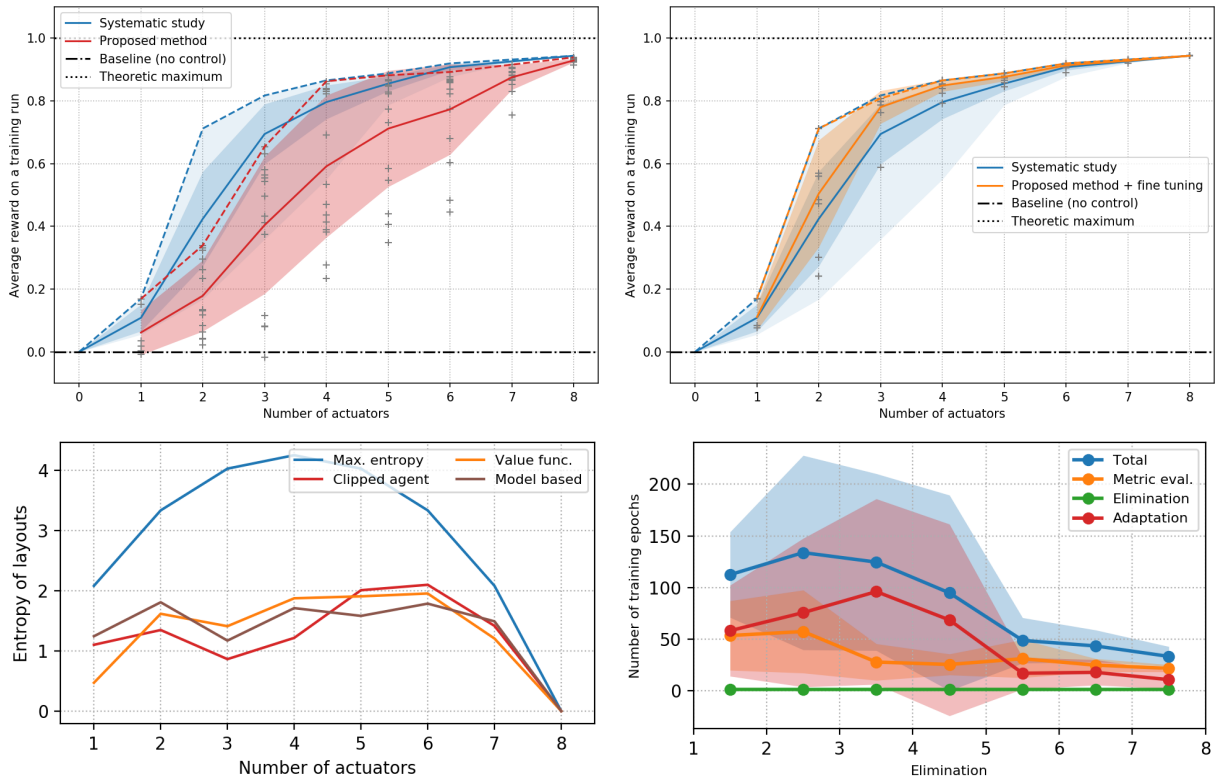 Systematic study
Proposed method
Baseline (no control)
Theoretic maximum
1.0
0.8
0.6
0.4
0.2
0.0
Average reward on a training run
0 1 2 3 4 5 6 7 8
Number of actuators
Systematic study
Proposed method + fine tuning
Baseline (no control)
Theoretic maximum
1.0
0.8
0.6
0.4
0.2
0.0
Average reward on a training run
0 1 2 3 4 5 6 7 8
Number of actuators
Max. entropy Value func.
Clipped agent Model based
4
3
2
1
0
Entropy of layouts
1 2 3 4 5 6 7 8
Number of actuators
Total
Metric eval.
Elimination
Adaptation
200
150
100
50
0
Number of training epochs
1 2 3 4 5 6 7 8
Elimination